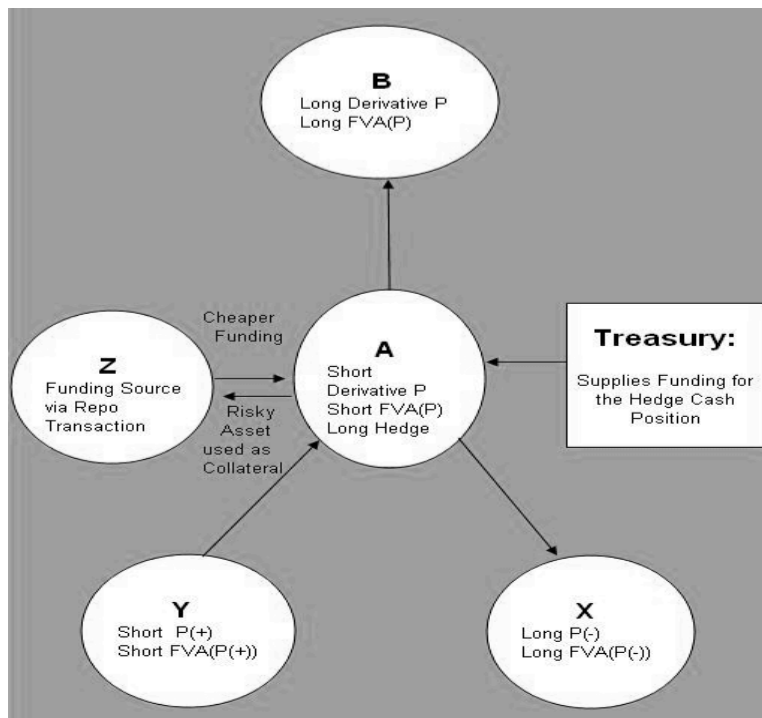 B
Long Derivative P
Long FVA(P)
Cheaper
Funding
Z
Funding Source
via Repo
Transaction
Risky
Asset
used as
Collateral
A
Short
Derivative P
Short FVA(P)
Long Hedge
Treasury:
Supplies Funding for
the Hedge Cash
Position
Y
Short P(+)
Short FVA(P(+))
X
Long P(-)
Long FVA(P(-))